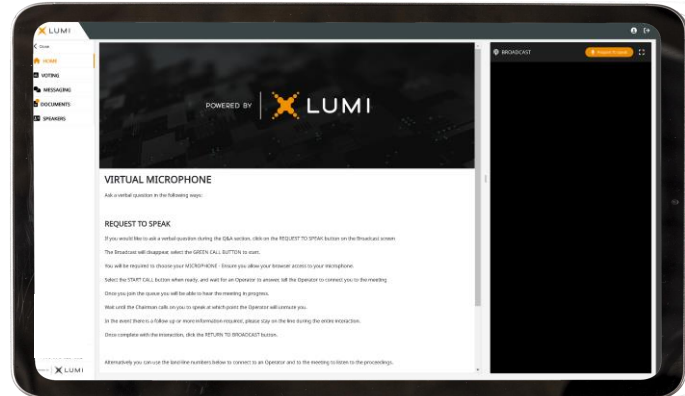 LUMI
HOME
VOTING
MESSAGING
DOCUMENTS
SPEAKERS
POWERED BY LUMI
BROADCAST
Request to speak
VIRTUAL MICROPHONE
Ask a verbal question in the following ways:
REQUEST TO SPEAK
If you would like to ask a verbal question during the Q&A section, click on the REQUEST TO SPEAK button on the Broadcast screen
The Broadcast will disappear, select the GREEN CALL BUTTON to start.
You will be required to choose your MICROPHONE - Ensure you allow your browser access to your microphone
Select the START CALL button when ready, and wait for an Operator to answer, tell the Operator to connect you to the meeting
Once you join the queue you will be able to hear the meeting in progress.
Wait until the Chairman calls on you to speak at which point the Operator will unmute you.
In the event there is a follow up or more information required, please stay on the line during the entire interaction.
Once complete with the interaction, click the RETURN TO BROADCAST button.
Alternatively you can use the landline numbers below to connect to an Operator and to the meeting to listen to the proceedings.
LUMI